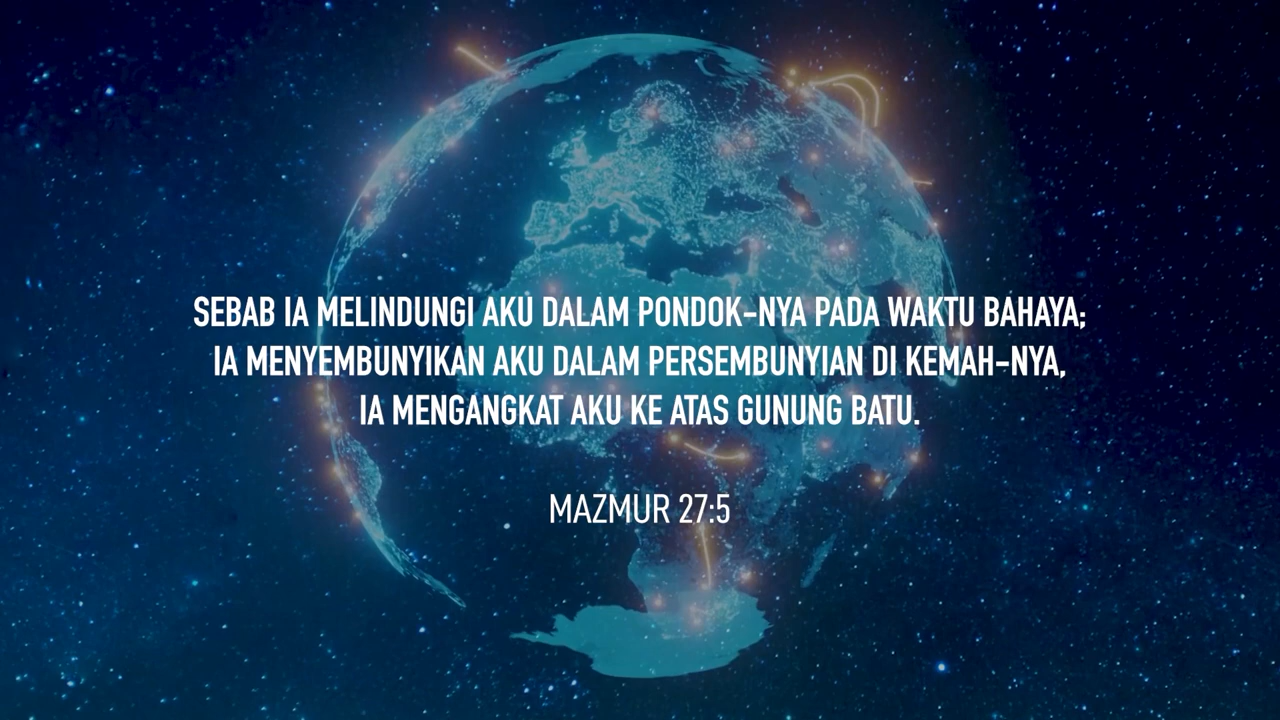 SEBAB IA MELINDUNGI AKU DALAM PONDOK-NYA PADA WAKTU BAHAYA;
IA MENYEMBUNYIKAN AKU DALAM PERSEMBUNYIAN DI KEMAH-NYA,
IA MENGANGKAT AKU KE ATAS GUNUNG BATU.
MAZMUR 27:5